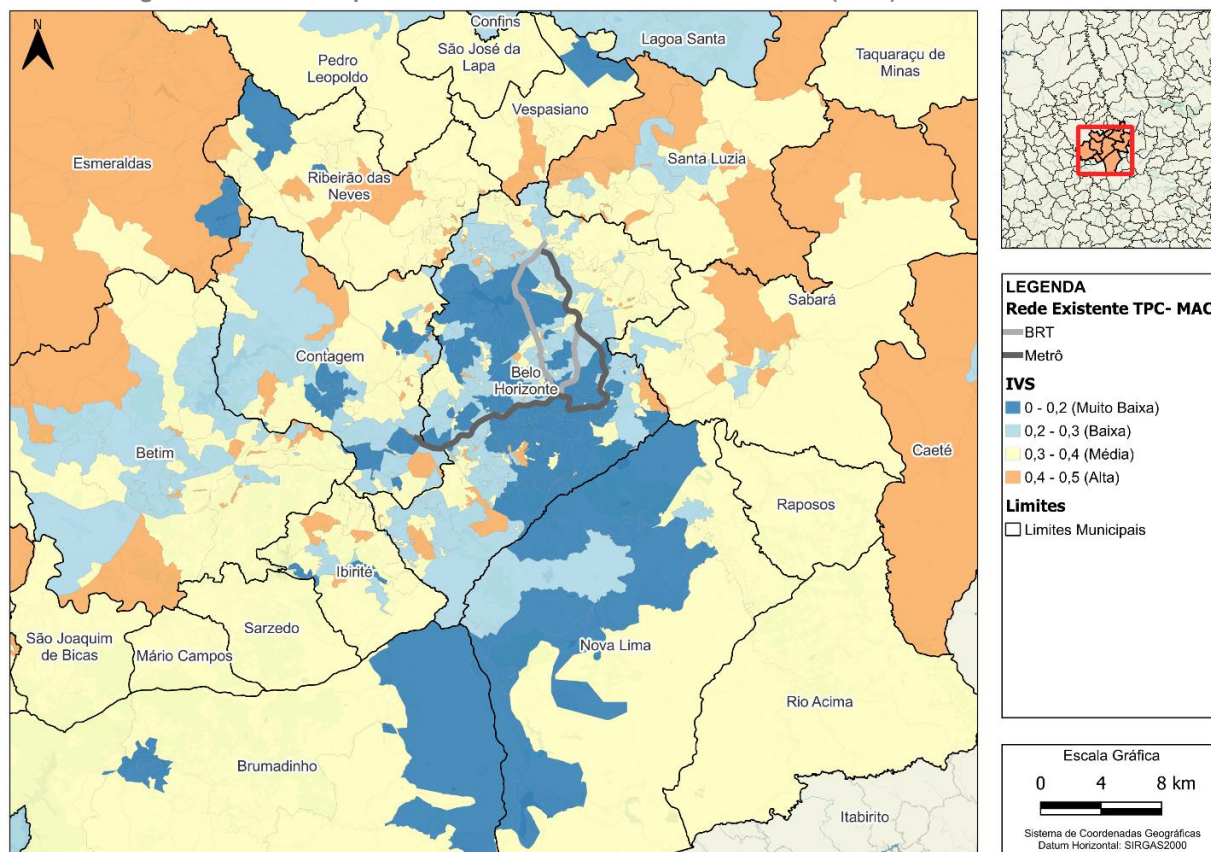 N
Confins
Lagoa Santa
São José da
Lapa
Pedro
Leopoldo
Taquaraçu de
Minas
Vespasiano
Esmeraldas
Santa Luzia
Ribeirão das
Neves
Sabará
Contagem
Belo
Horizonte
Betim
Caeté
Raposos
Ibirité
Sarzedo
São Joaquim
de Bicas
Mário Campos
Nova Lima
Rio Acima
Brumadinho
Itabirito
LEGENDA
Rede Existente TPC- MAC
BRT
Metrô
IVS
0 - 0,2 (Muito Baixa)
0,2 - 0,3 (Baixa)
0,3 - 0,4 (Média)
0,4 - 0,5 (Alta)
Limites
Limites Municipais
Escala Gráfica
0 4 8 km
Sistema de Coordenadas Geográficas
Datum Horizontal: SIRGAS2000